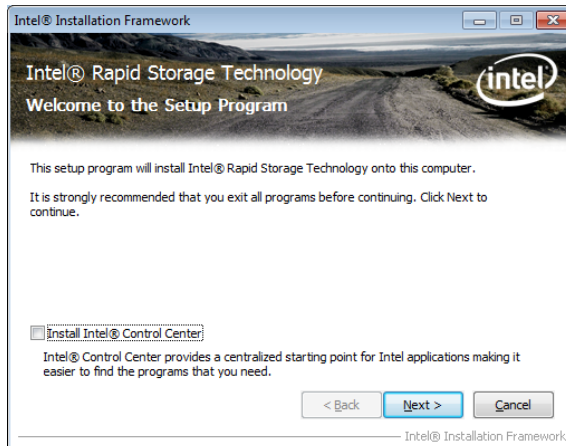 Intel® Installation Framework
Intel® Rapid Storage Technology
Welcome to the Setup Program
intel
This setup program will install Intel® Rapid Storage Technology onto this computer.
It is strongly recommended that you exit all programs before continuing. Click Next to
continue.
Install Intel® Control Center
Intel® Control Center provides a centralized starting point for Intel applications making it
easier to find the programs that you need.
< Back
Next >
Cancel
Intel® Installation Framework